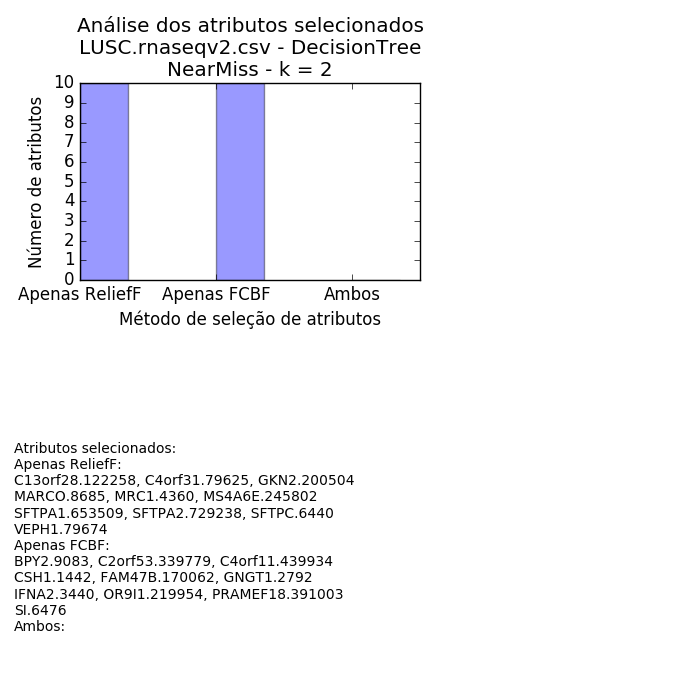 Análise dos atributos selecionados
LUSC.rnaseqv2.csv - DecisionTree
NearMiss - k = 2
10
9
8
7
6
5
4
3
2
1
0
Número de atributos
Apenas ReliefF Apenas FCBF Ambos
Método de seleção de atributos
Atributos selecionados:
Apenas ReliefF:
C13orf28.122258, C4orf31.79625, GKN2.200504
MARCO.8685, MRC1.4360, MS4A6E.245802
SFTPA1.653509, SFTPA2.729238, SFTPC.6440
VEPH1.79674
Apenas FCBF:
BPY2.9083, C2orf53.339779, C4orf11.439934
CSH1.1442, FAM47B.170062, GNGT1.2792
IFNA2.3440, OR9I1.219954, PRAMEF18.391003
SI.6476
Ambos: